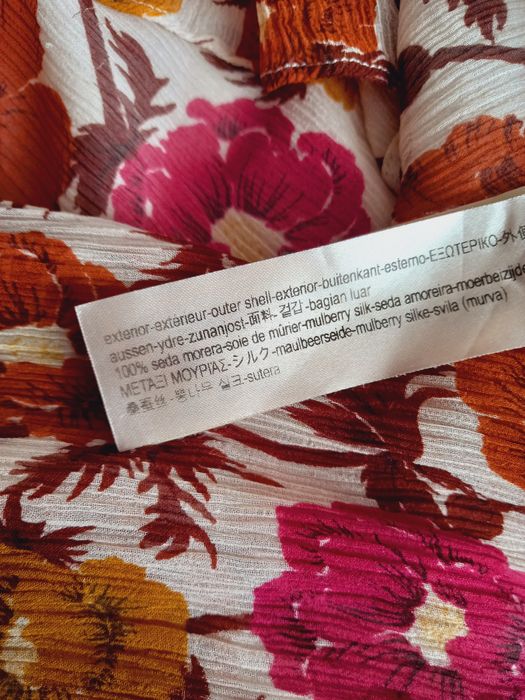 exterior-extérieur-outer shell-exterior-buitenkant-esterno-ΕΞΩΤΕΡΙΚΟ-外側
aussen-ydre-zunanjost-面料-겉감-bagian luar
100% seda morera-soie de mûrier-mulberry silk-seda amoreira-moerbeizijde
ΜΕΤΑΞΙ ΜΟΥΡΙΑΣ-シルク-maulbeerseide-mulberry silke-svila (murva)
桑蚕丝-뽕나무 실크-sutera